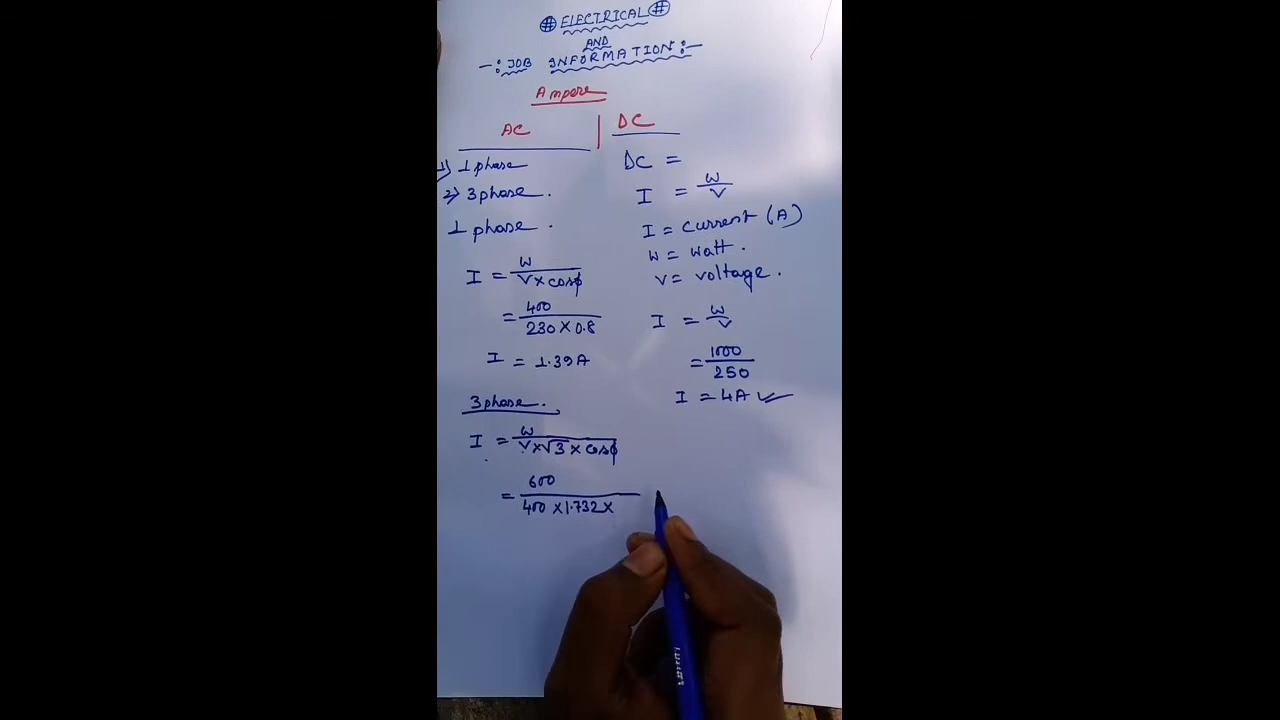 # ELECTRICAL #
AND
-: JOB INFORMATION :-
Ampere
AC
1) 1 phase
2) 3 phase.
1 phase.
I = W / V x cosϕ
= 400 / 230 x 0.8
I = 1.39A
3 phase.
I = W / V x √3 x cosϕ
= 600 / 400 x 1.732 x
DC
DC =
I = W / V
I = current (A)
W = watt.
V = voltage.
I = W / V
= 1000 / 250
I = 4A ✓